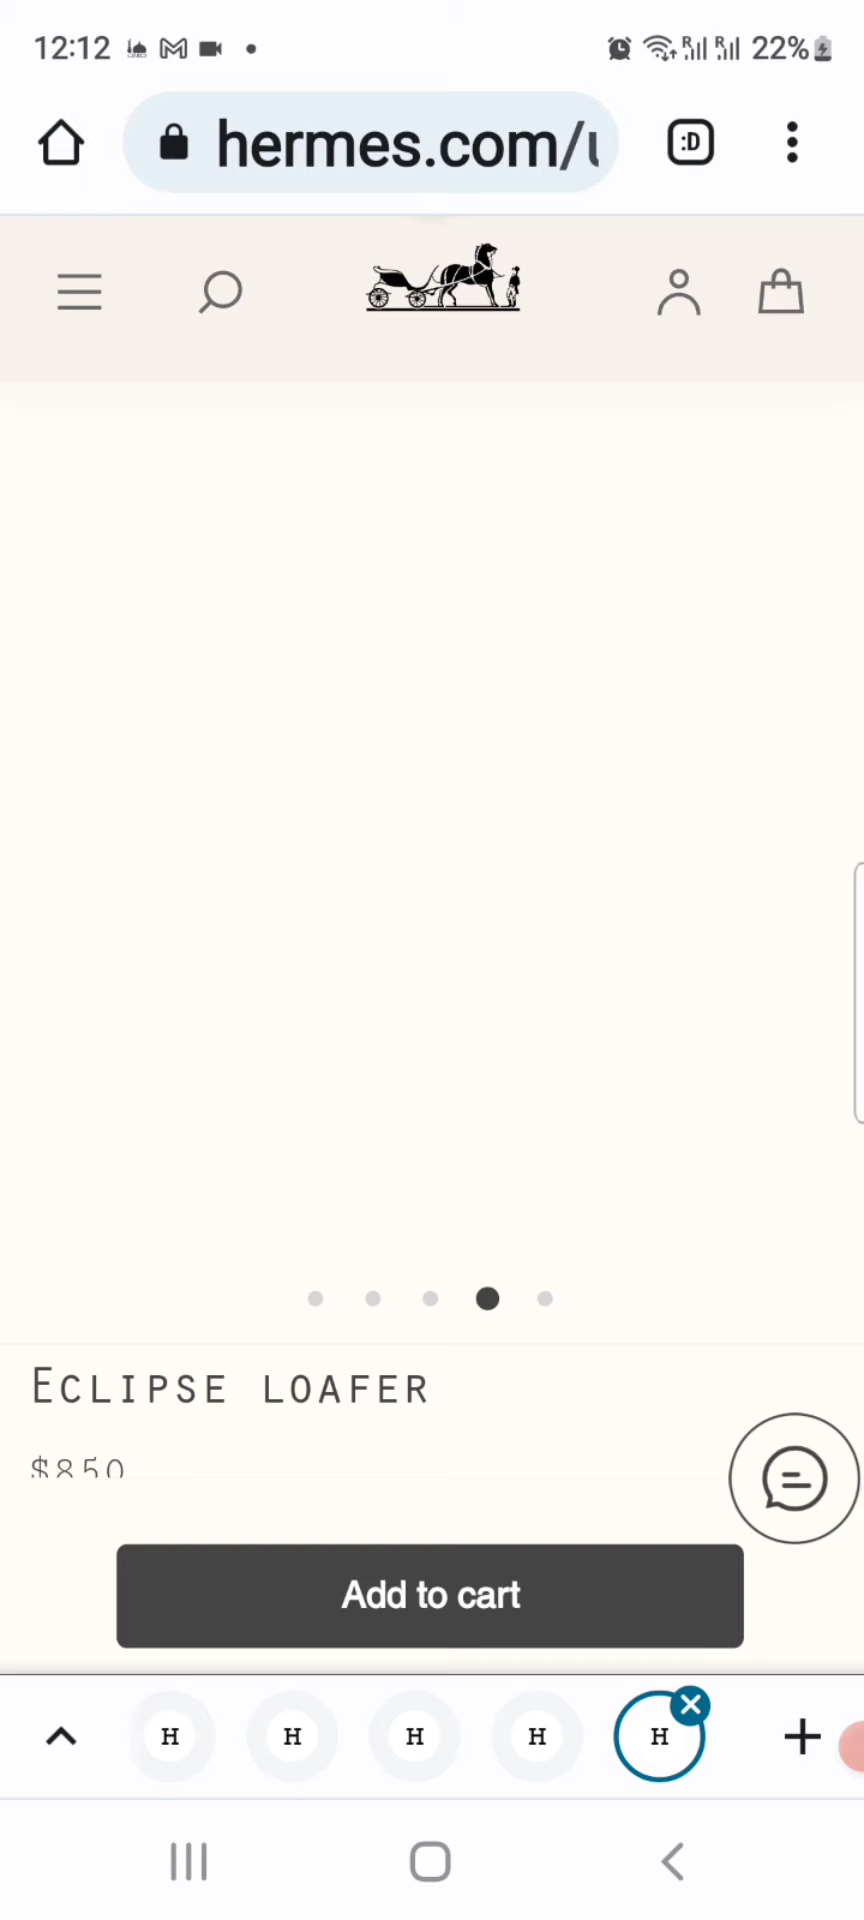 12:12
22%
hermes.com/
:D
Eclipse loafer
$850
Add to cart
H H H H H